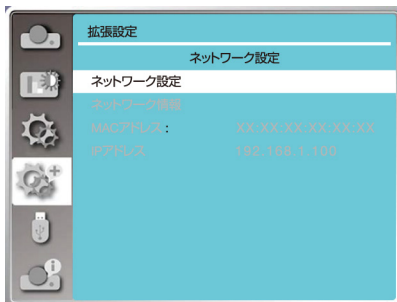 拡張設定
ネットワーク設定
ネットワーク設定
ネットワーク情報
MACアドレス : XX:XX:XX:XX:XX:XX
IPアドレス 192.168.1.100